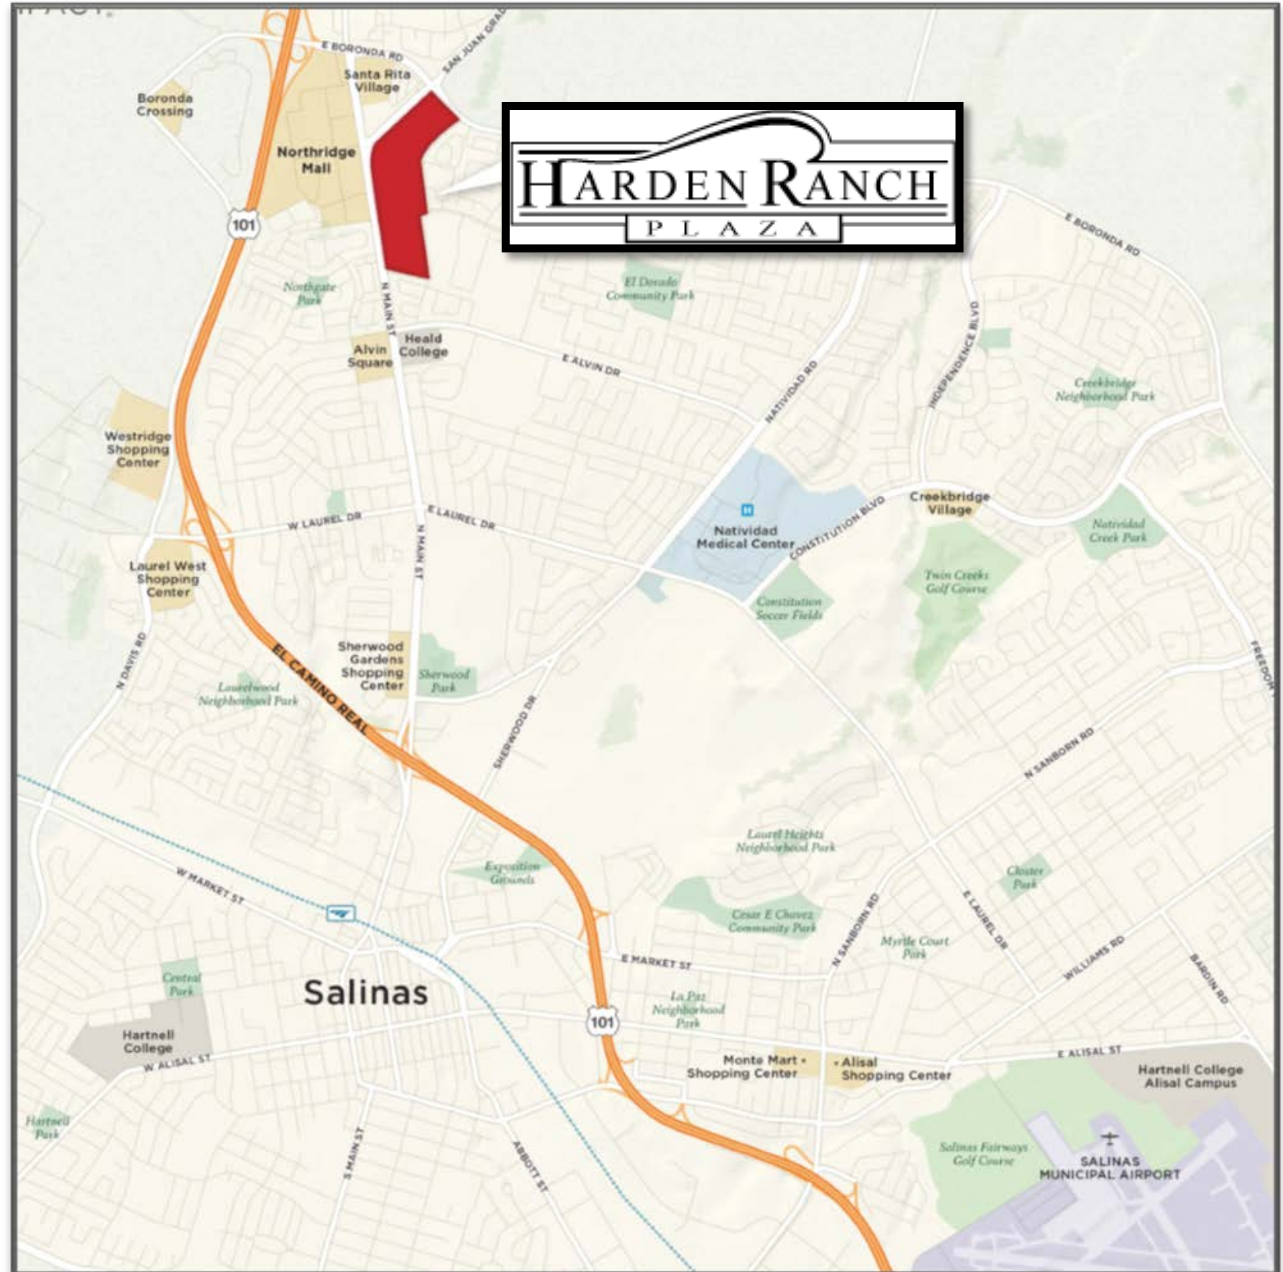 E BORONDA RD
SAN JUAN GRAD
Santa Rita
Village
Boronda
Crossing
Northridge
Mall
HARDEN RANCH
PLAZA
101
E BORONDA RD
Northgate
Park
El Dorado
Community Park
N MAIN ST
Heald
College
Alvin
Square
E ALVIN DR
NATIVIDAD RD
INDEPENDENCE BLVD
Creekbridge
Neighborhood Park
Westridge
Shopping
Center
W LAUREL DR
E LAUREL DR
N MAIN ST
H
Natividad
Medical Center
CONSTITUTION BLVD
Creekbridge
Village
Natividad
Creek Park
Laurel West
Shopping
Center
Twin Creeks
Golf Course
Constitution
Soccer Fields
N DAVIS RD
Sherwood
Gardens
Shopping
Center
Sherwood
Park
Laurelwood
Neighborhood Park
EL CAMINO REAL
SHERWOOD DR
FREEDOM
N SANBORN RD
Laurel Heights
Neighborhood Park
Exposition
Grounds
Closter
Park
W MARKET ST
Cesar E Chavez
Community Park
N SANBORN RD
E LAUREL DR
Myrtle Court
Park
WILLIAMS RD
BARDIN RD
E MARKET ST
Central
Park
Salinas
La Paz
Neighborhood
Park
101
Hartnell
College
W ALISAL ST
Monte Mart
Shopping Center
Alisal
Shopping Center
E ALISAL ST
Hartnell College
Alisal Campus
Hartnell
Park
S MAIN ST
ABBOTT ST
Salinas Fairways
Golf Course
SALINAS
MUNICIPAL AIRPORT